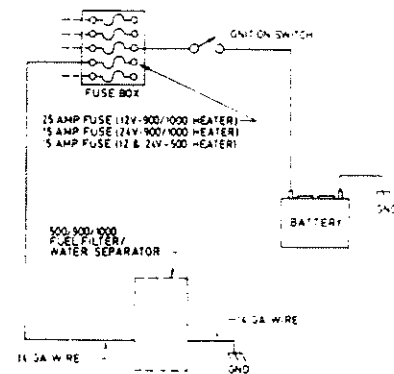 IGNITION SWITCH
FUSE BOX
25 AMP FUSE (12V-900/1000 HEATER)
15 AMP FUSE (24V-900/1000 HEATER)
15 AMP FUSE (12 & 24V-500 HEATER)
BATTERY
GND
500/900/1000
FUEL FILTER/
WATER SEPARATOR
14 GA WIRE
14 GA WIRE
GND